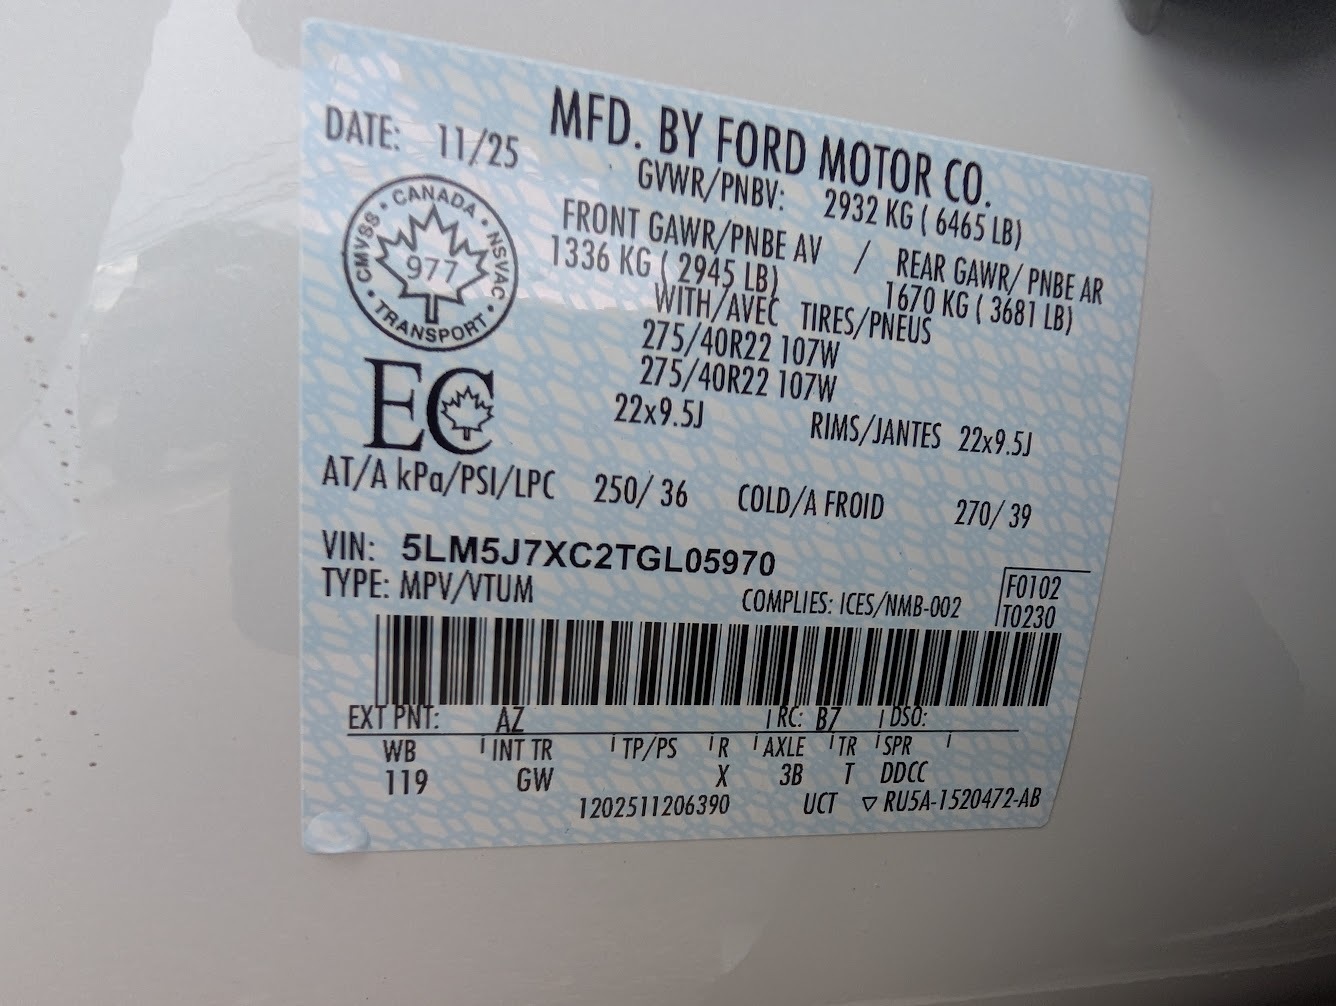 MFD. BY FORD MOTOR CO.
DATE: 11/25
GVWR/PNBV: 2932 KG ( 6465 LB)
FRONT GAWR/PNBE AV / REAR GAWR/ PNBE AR
1336 KG ( 2945 LB) 1670 KG ( 3681 LB)
WITH/AVEC TIRES/PNEUS
275/40R22 107W
275/40R22 107W
22x9.5J RIMS/JANTES 22x9.5J
CANADA • NSVAC • TRANSPORT • CMVSS •
977
EC
AT/A kPa/PSI/LPC 250/ 36 COLD/A FROID 270/ 39
VIN: 5LM5J7XC2TGL05970
TYPE: MPV/VTUM COMPLIES: ICES/NMB-002
F0102
T0230
EXT PNT: AZ RC: B7 DSO:
WB INT TR TP/PS R AXLE TR SPR
119 GW X 3B T DDCC
1202511206390 UCT ▽ RU5A-1520472-AB